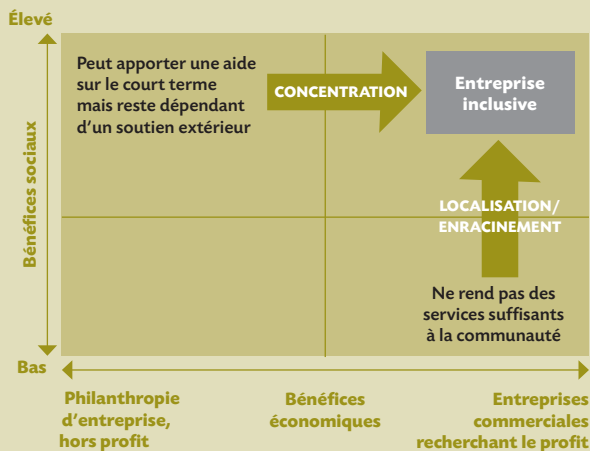 Élevé
Peut apporter une aide
sur le court terme
mais reste dépendant
d'un soutien extérieur
CONCENTRATION
Entreprise
inclusive
Bénéfices sociaux
LOCALISATION/
ENRACINEMENT
Ne rend pas des
services suffisants
à la communauté
Bas
Philanthropie
d'entreprise,
hors profit
Bénéfices
économiques
Entreprises
commerciales
recherchant le profit